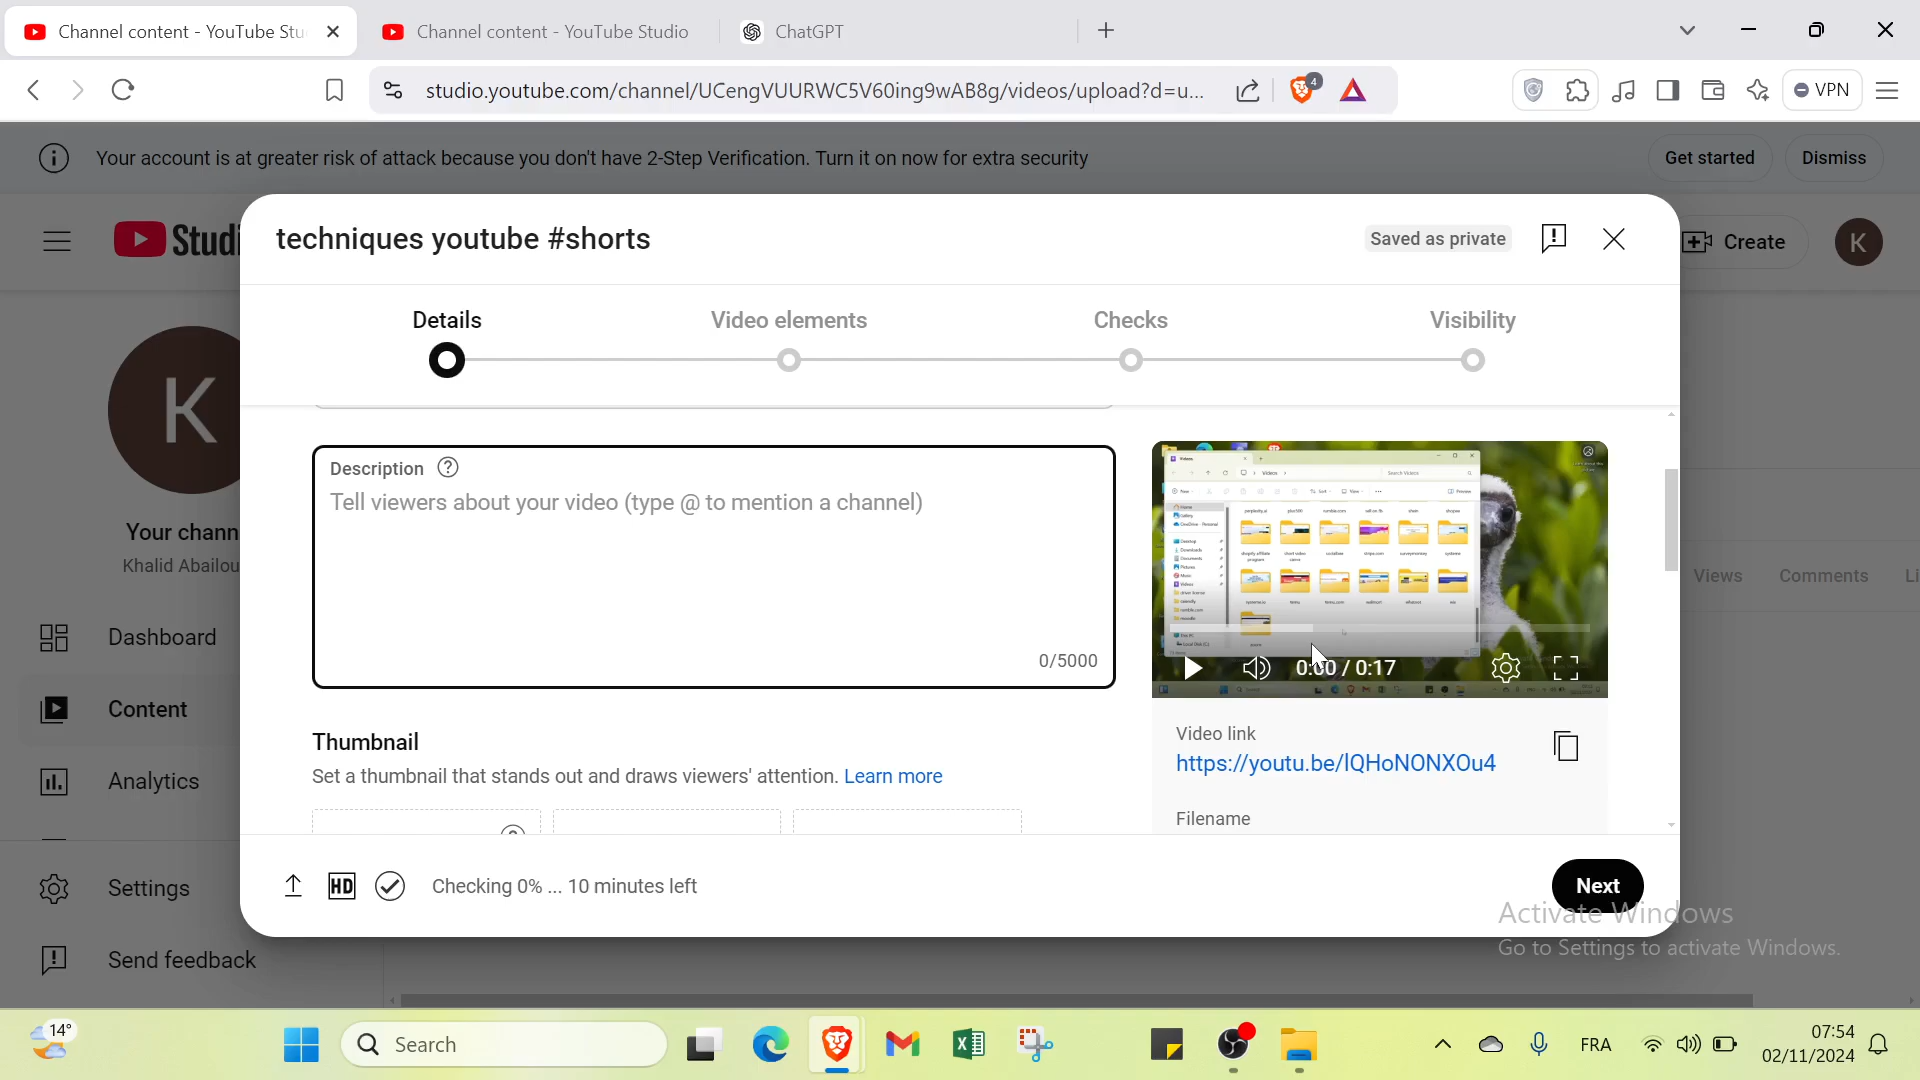 Channel content - YouTube Stu
Channel content - YouTube Studio
ChatGPT
studio.youtube.com/channel/UCengVUURWC5V60ing9wAB8g/videos/upload?d=u...
4
VPN
Your account is at greater risk of attack because you don't have 2-Step Verification. Turn it on now for extra security
Get started
Dismiss
Studi
techniques youtube #shorts
Saved as private
Create
K
Details
Video elements
Checks
Visibility
K
Description
Tell viewers about your video (type @ to mention a channel)
0/5000
0:00 / 0:17
Your chann
Khalid Abailou
Views
Comments
Li
Dashboard
Content
Analytics
Settings
Send feedback
Thumbnail
Set a thumbnail that stands out and draws viewers' attention. Learn more
Video link
https://youtu.be/IQHoNONXOu4
Filename
HD
Checking 0% ... 10 minutes left
Next
Activate Windows
Go to Settings to activate Windows.
14°
Search
FRA
07:54
02/11/2024